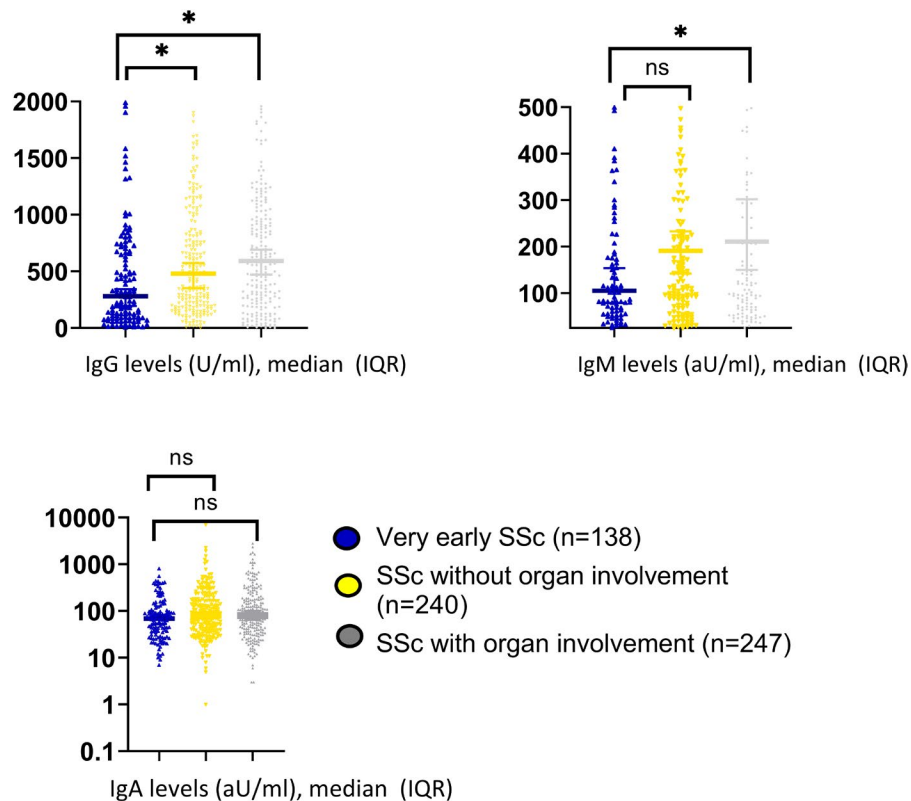 *
*
2000
1500
1000
500
0
IgG levels (U/ml), median (IQR)
*
ns
500
400
300
200
100
IgM levels (aU/ml), median (IQR)
ns
ns
10000
1000
100
10
1
0.1
IgA levels (aU/ml), median (IQR)
Very early SSc (n=138)
SSc without organ involvement
(n=240)
SSc with organ involvement (n=247)